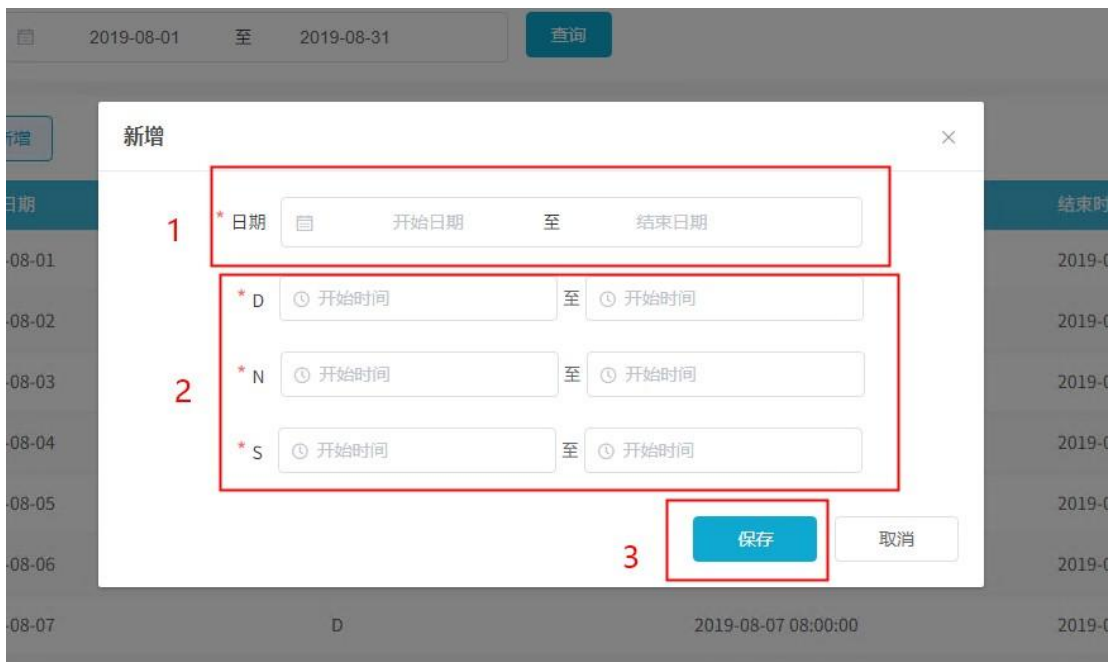 2019-08-01 至 2019-08-31 查询
新增 ×
日期 结束时
1 * 日期 开始日期 至 结束日期
-08-01 2019-0
* D 开始时间 至 开始时间
-08-02 2019-0
2 * N 开始时间 至 开始时间
-08-03 2019-0
-08-04 * S 开始时间 至 开始时间 2019-0
-08-05 2019-0
3 保存 取消
-08-06 2019-0
-08-07 D 2019-08-07 08:00:00 2019-0